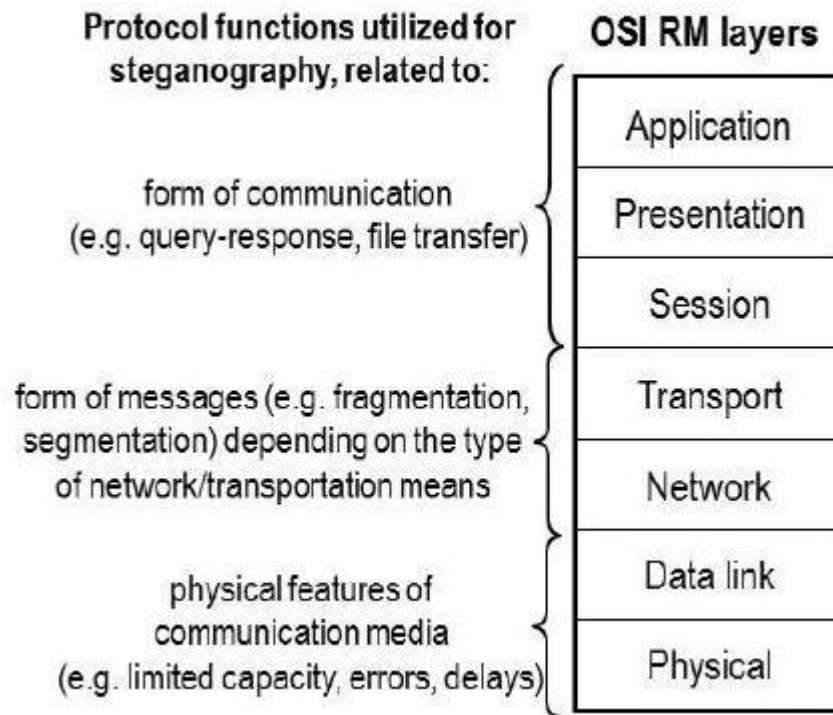 Protocol functions utilized for
steganography, related to:
OSI RM layers
form of communication
(e.g. query-response, file transfer)
Application
Presentation
Session
form of messages (e.g. fragmentation,
segmentation) depending on the type
of network/transportation means
Transport
Network
physical features of
communication media
(e.g. limited capacity, errors, delays)
Data link
Physical